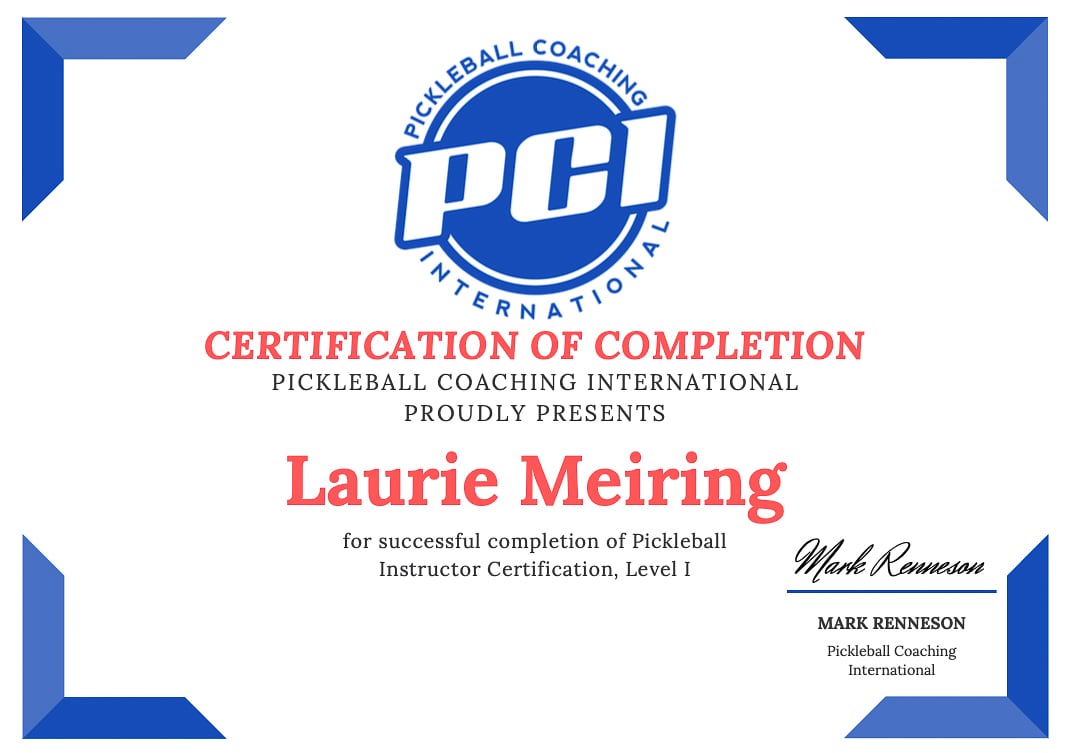 PICKLEBALL COACHING
PCI
INTERNATIONAL
CERTIFICATION OF COMPLETION
PICKLEBALL COACHING INTERNATIONAL
PROUDLY PRESENTS
Laurie Meiring
for successful completion of Pickleball
Instructor Certification, Level I
Mark Renneson
MARK RENNESON
Pickleball Coaching
International